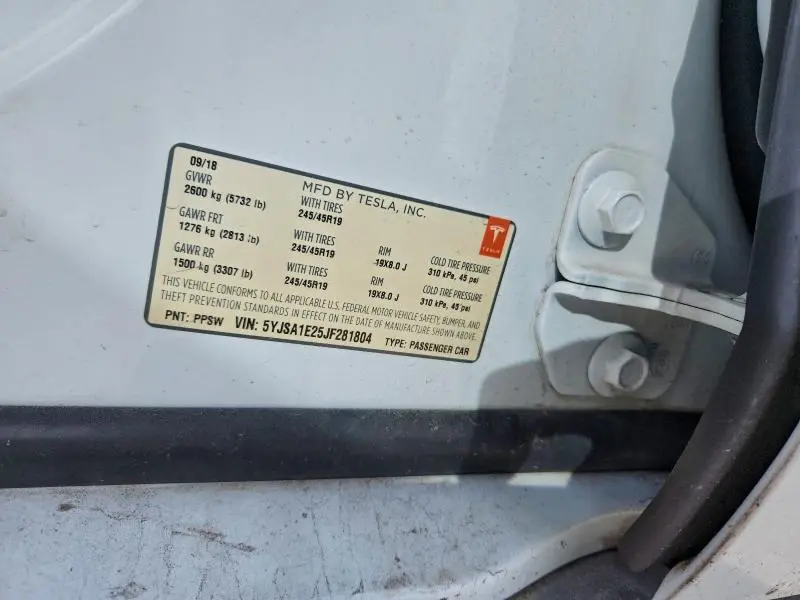 09/18
MFD BY TESLA, INC.
GVWR
2600 kg (5732 lb)
WITH TIRES
245/45R19
GAWR FRT
1276 kg (2813 lb)
WITH TIRES
245/45R19
RIM
19X8.0 J
COLD TIRE PRESSURE
310 kPa, 45 psi
GAWR RR
1500 kg (3307 lb)
WITH TIRES
245/45R19
RIM
19X8.0 J
COLD TIRE PRESSURE
310 kPa, 45 psi
THIS VEHICLE CONFORMS TO ALL APPLICABLE U.S. FEDERAL MOTOR VEHICLE SAFETY, BUMPER, AND
THEFT PREVENTION STANDARDS IN EFFECT ON THE DATE OF MANUFACTURE SHOWN ABOVE.
PNT: PPSW VIN: 5YJSA1E25JF281804 TYPE: PASSENGER CAR
TESLA